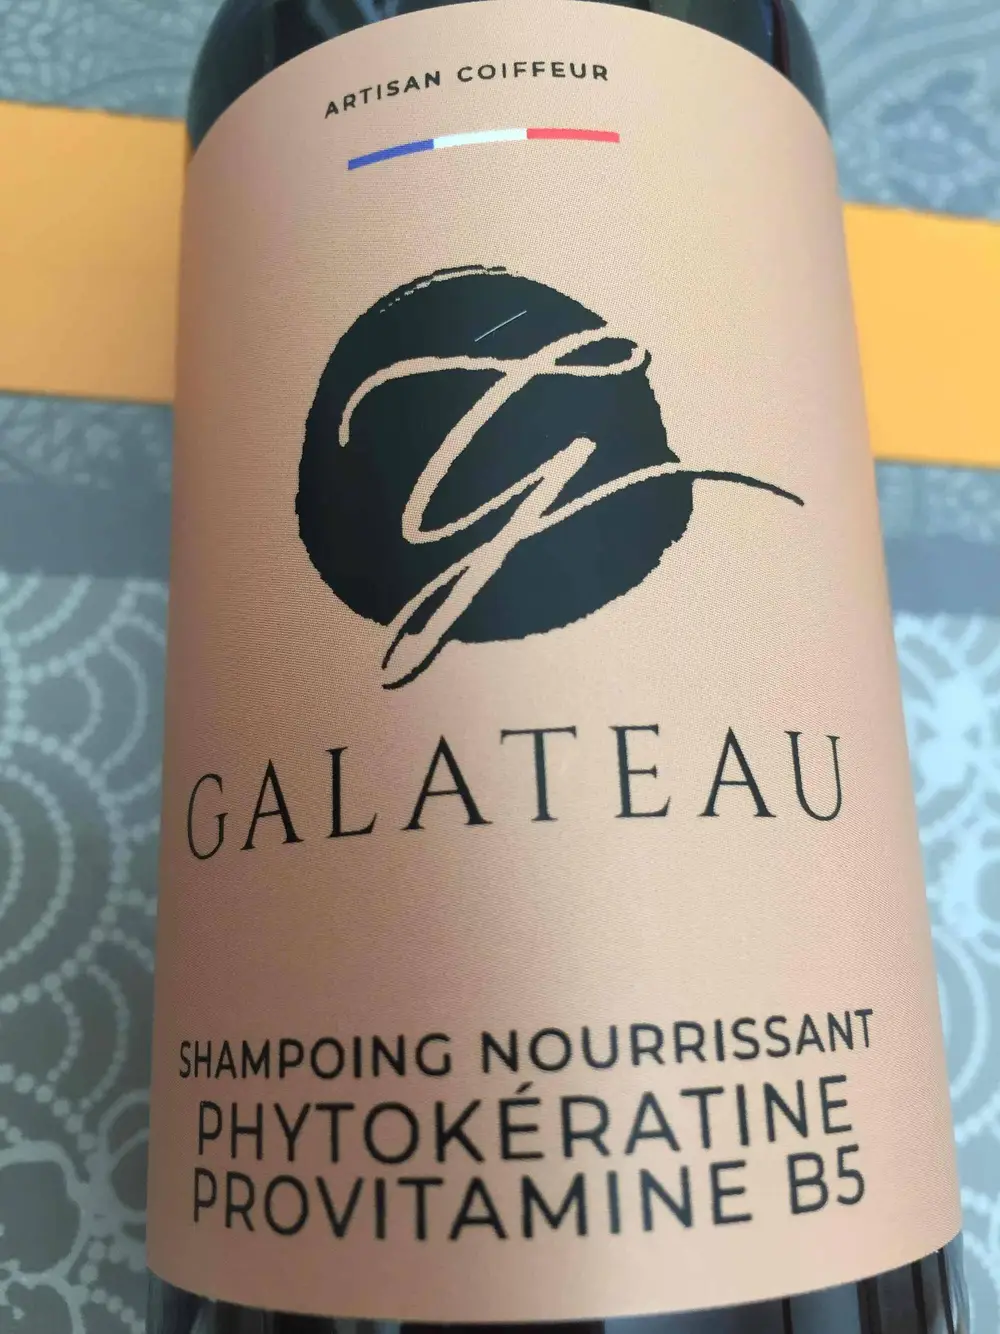 ARTISAN COIFFEUR
g
GALATEAU
SHAMPOING NOURRISSANT
PHYTOKÉRATINE
PROVITAMINE B5